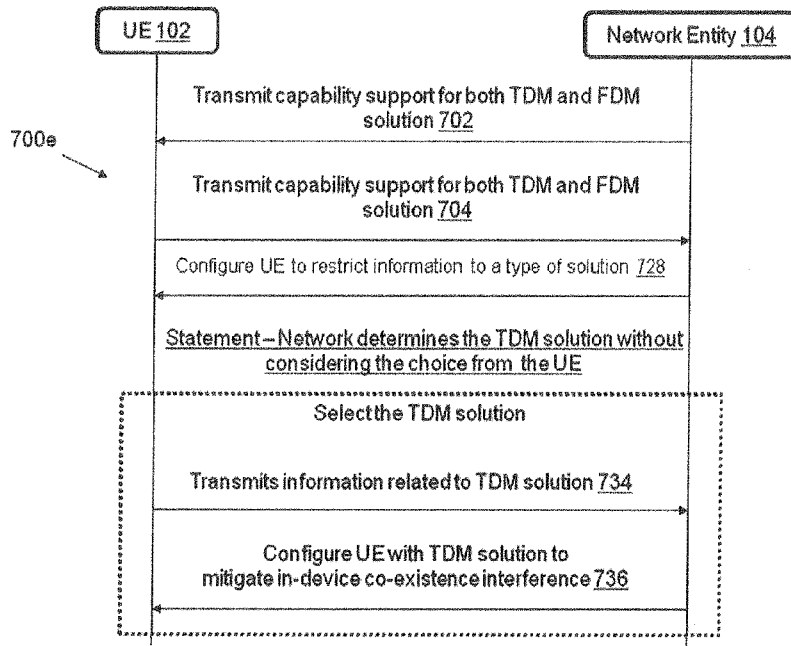 UE 102
Network Entity 104
Transmit capability support for both TDM and FDM
solution 702
700e
Transmit capability support for both TDM and FDM
solution 704
Configure UE to restrict information to a type of solution 728
Statement – Network determines the TDM solution without
considering the choice from the UE
Select the TDM solution
Transmits information related to TDM solution 734
Configure UE with TDM solution to
mitigate in-device co-existence interference 736